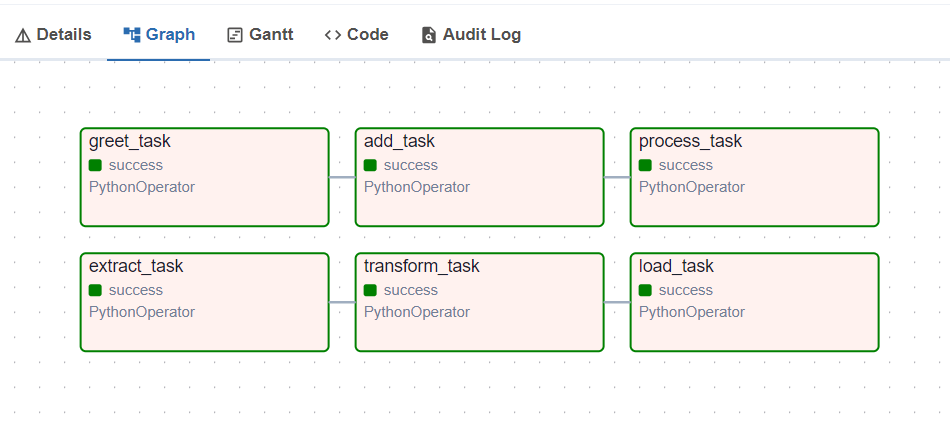 Details Graph Gantt Code Audit Log
greet_task add_task process_task
success success success
PythonOperator PythonOperator PythonOperator
extract_task transform_task load_task
success success success
PythonOperator PythonOperator PythonOperator